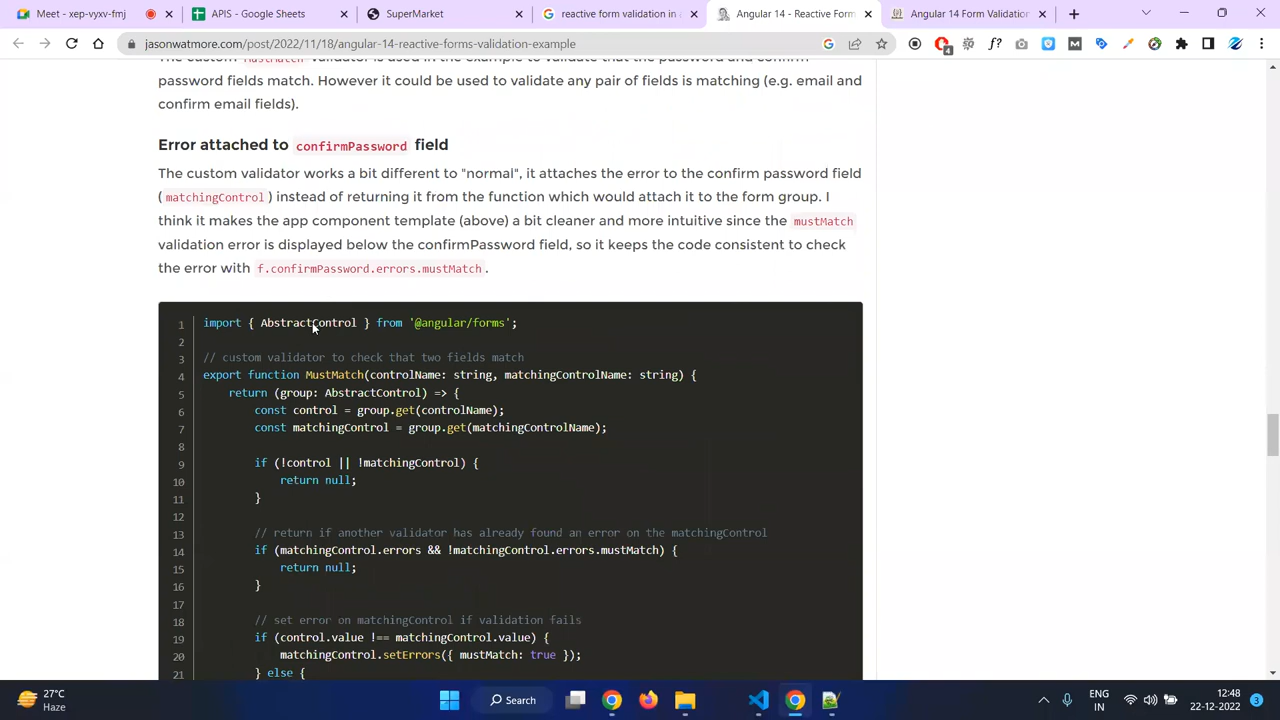 Meet - xep-vyxv-fmj
APIS - Google Sheets
SuperMarket
reactive form validation in a
Angular 14 - Reactive Form
Angular 14 Form Validation
jasonwatmore.com/post/2022/11/18/angular-14-reactive-forms-validation-example
The custom MustMatch validator is used in the example to validate that the password and confirm
password fields match. However it could be used to validate any pair of fields is matching (e.g. email and
confirm email fields).
Error attached to confirmPassword field
The custom validator works a bit different to "normal", it attaches the error to the confirm password field
( matchingControl ) instead of returning it from the function which would attach it to the form group. I
think it makes the app component template (above) a bit cleaner and more intuitive since the mustMatch
validation error is displayed below the confirmPassword field, so it keeps the code consistent to check
the error with f.confirmPassword.errors.mustMatch .
1 import { AbstractControl } from '@angular/forms';
2
3 // custom validator to check that two fields match
4 export function MustMatch(controlName: string, matchingControlName: string) {
5 return (group: AbstractControl) => {
6 const control = group.get(controlName);
7 const matchingControl = group.get(matchingControlName);
8
9 if (!control || !matchingControl) {
10 return null;
11 }
12
13 // return if another validator has already found an error on the matchingControl
14 if (matchingControl.errors && !matchingControl.errors.mustMatch) {
15 return null;
16 }
17
18 // set error on matchingControl if validation fails
19 if (control.value !== matchingControl.value) {
20 matchingControl.setErrors({ mustMatch: true });
21 } else {
27°C
Haze
Search
ENG
IN
12:48
22-12-2022
3